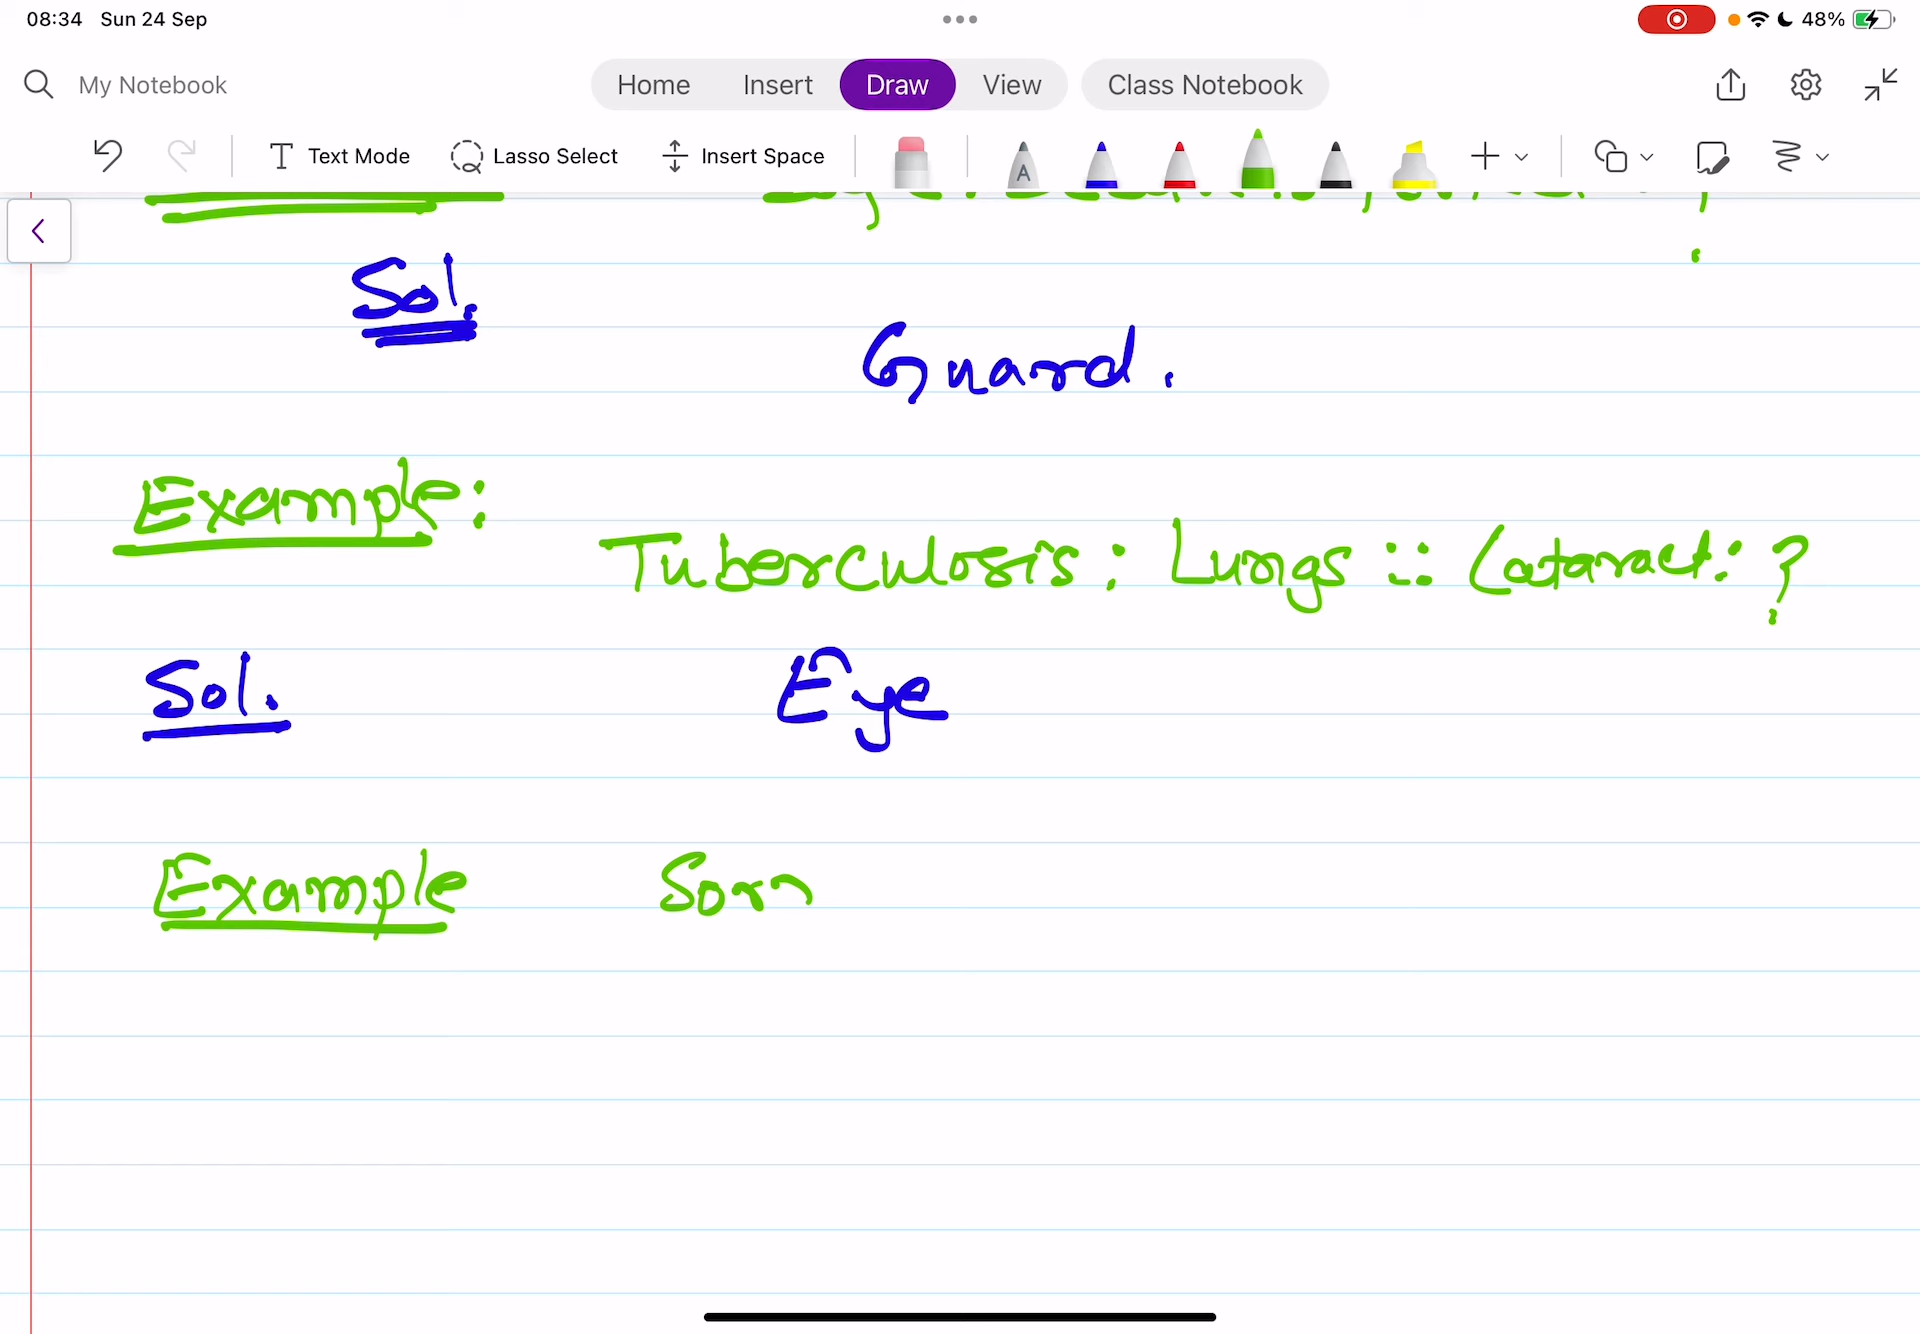 08:34 Sun 24 Sep
48%
My Notebook
Home Insert Draw View Class Notebook
Text Mode Lasso Select Insert Space
A
Sol.
Guard.
Example:
Tuberculosis : Lungs :: Cataract : ?
Sol. Eye
Example Som